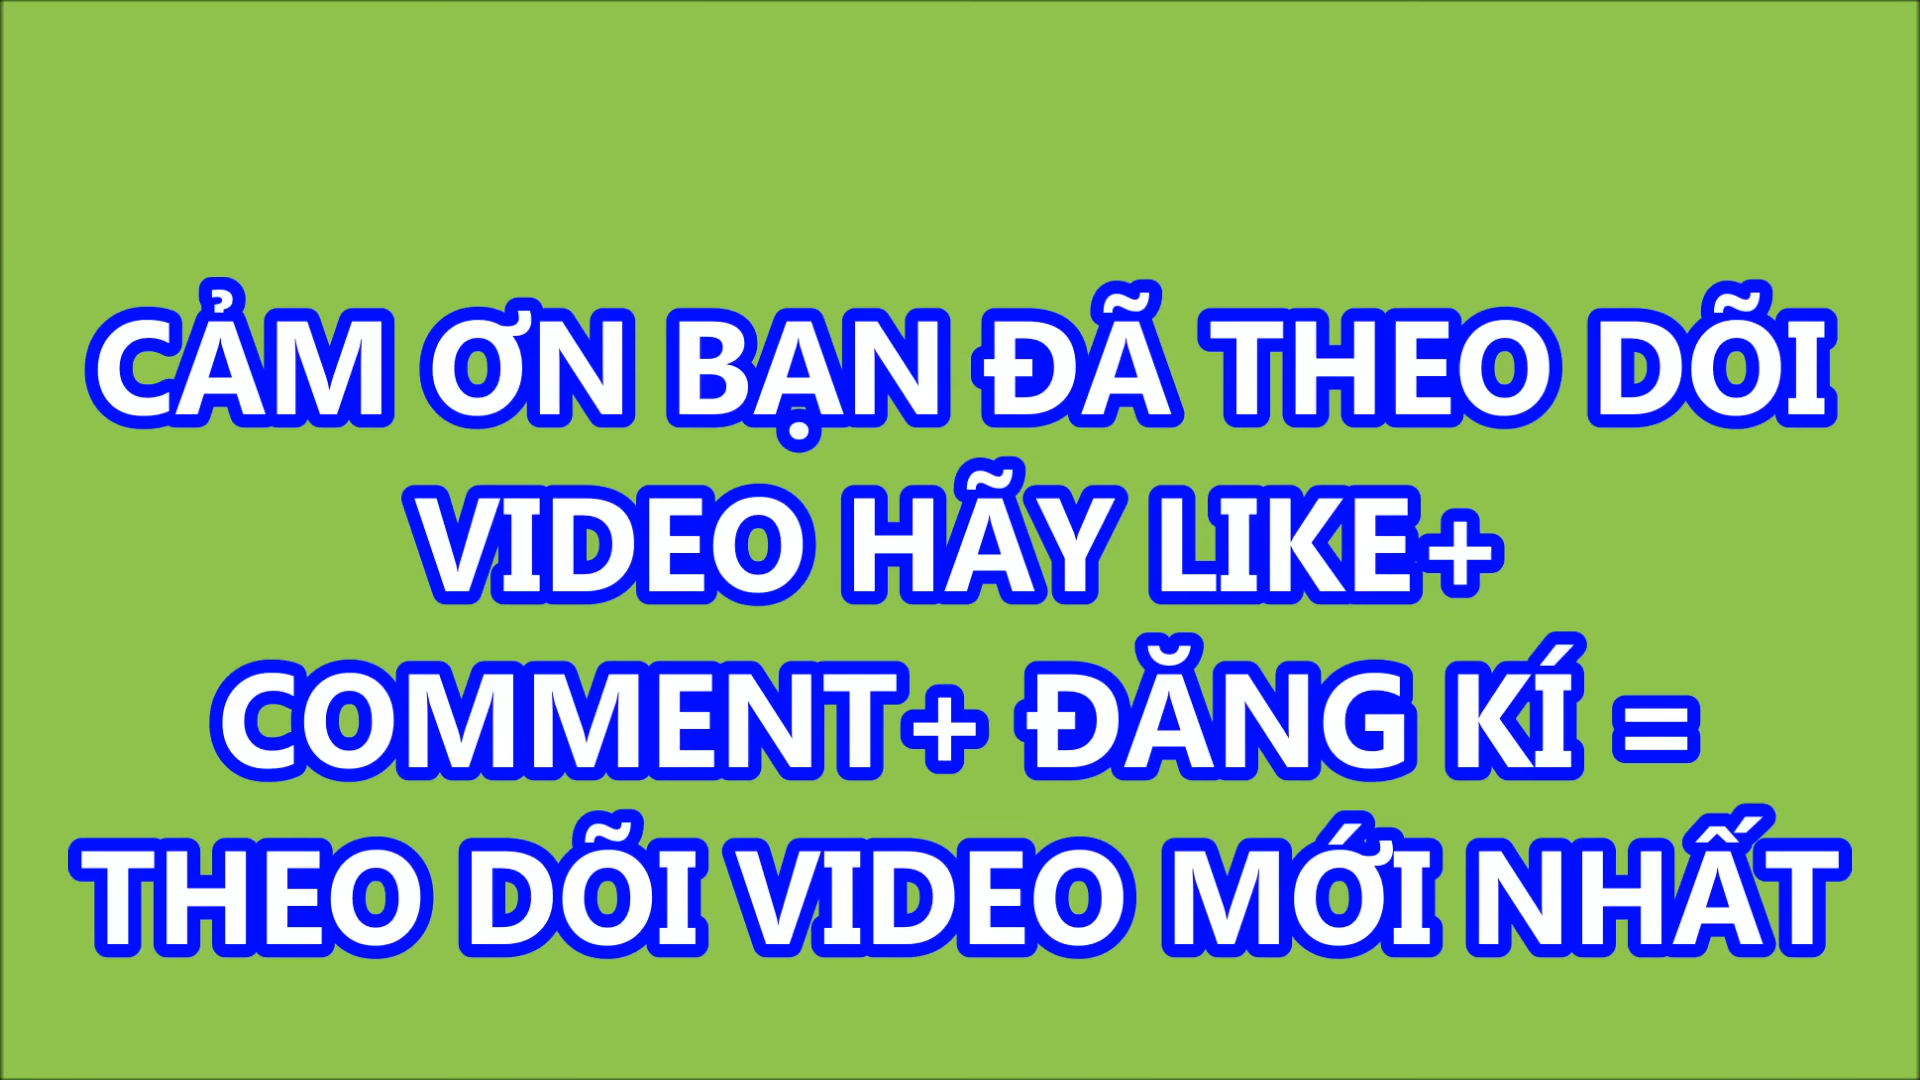 CẢM ƠN BẠN ĐÃ THEO DÕI
VIDEO HÃY LIKE+
COMMENT+ ĐĂNG KÍ =
THEO DÕI VIDEO MỚI NHẤT